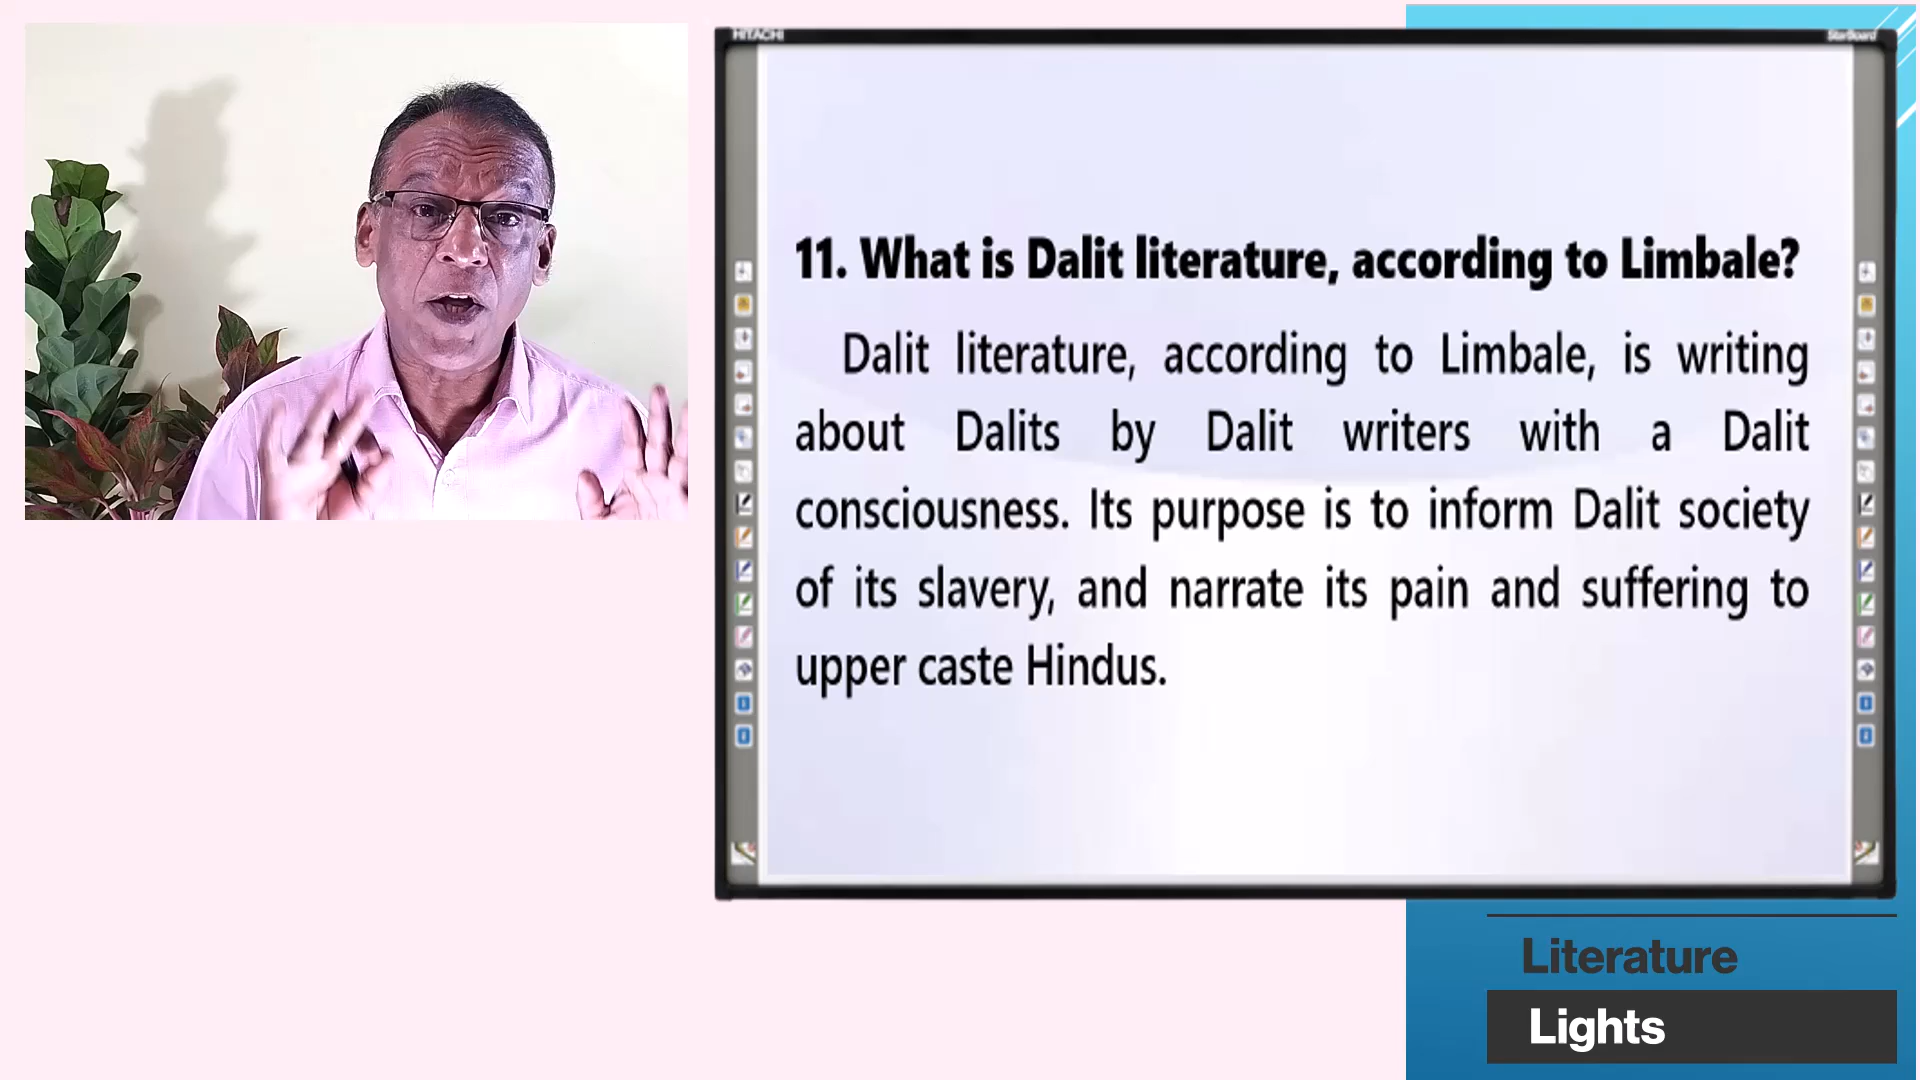 HITACHI
StarBoard
11. What is Dalit literature, according to Limbale?
Dalit literature, according to Limbale, is writing
about Dalits by Dalit writers with a Dalit
consciousness. Its purpose is to inform Dalit society
of its slavery, and narrate its pain and suffering to
upper caste Hindus.
Literature
Lights